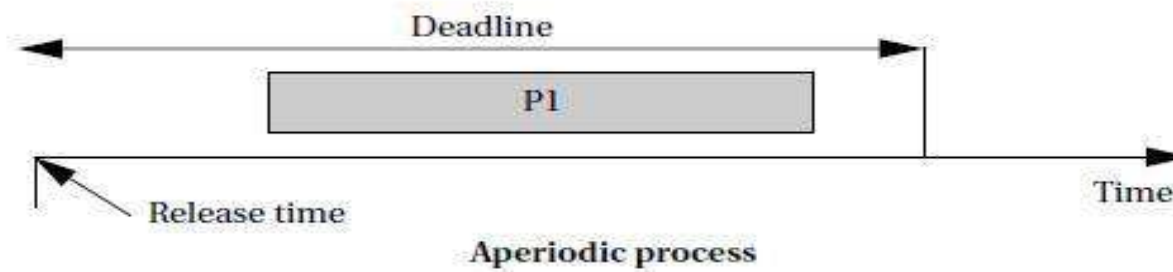 Deadline
P1
Time
Release time
Aperiodic process